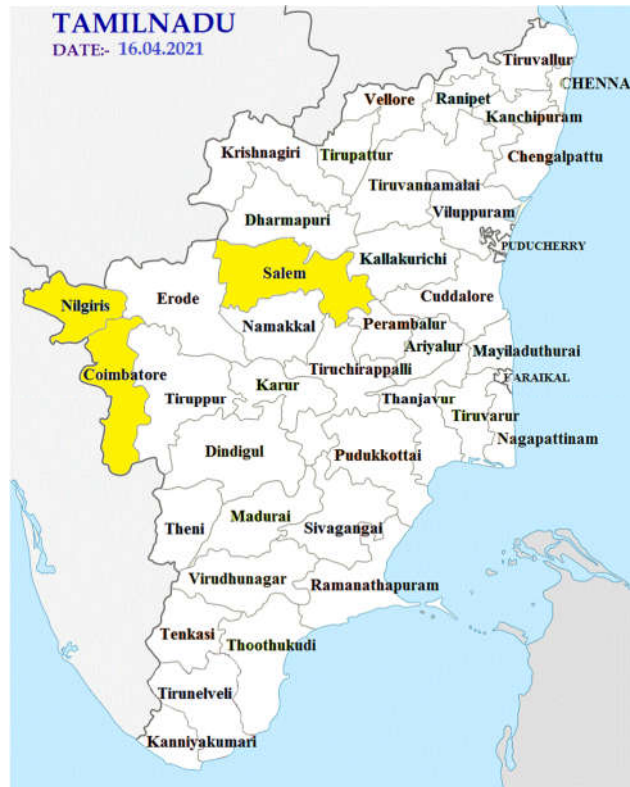 TAMILNADU
DATE:- 16.04.2021
Tiruvallur
CHENNA
Vellore
Ranipet
Kanchipuram
Krishnagiri
Tirupattur
Chengalpattu
Tiruvannamalai
Viluppuram
Dharmapuri
PUDUCHERRY
Kallakurichi
Salem
Nilgiris
Erode
Cuddalore
Namakkal
Perambalur
Ariyalur
Mayiladuthurai
Coimbatore
Tiruchirappalli
KARAIKAL
Karur
Tiruppur
Thanjavur
Tiruvarur
Nagapattinam
Dindigul
Pudukkottai
Theni
Madurai
Sivagangai
Virudhunagar
Ramanathapuram
Tenkasi
Thoothukudi
Tirunelveli
Kanniyakumari